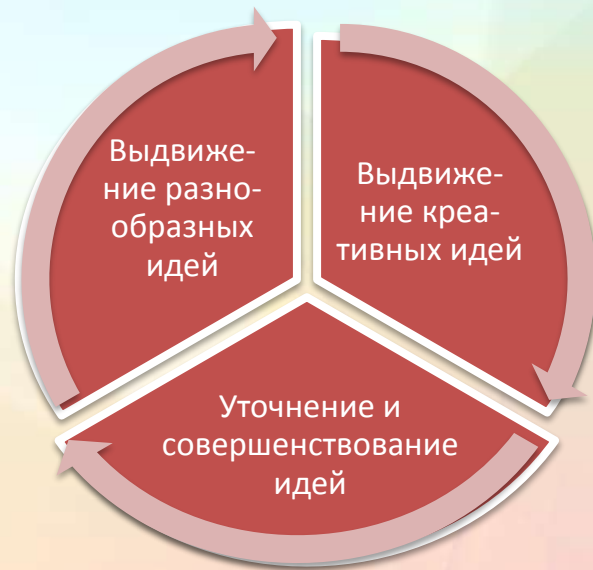 Выдвиже-
ние разно-
образных
идей
Выдвиже-
ние креа-
тивных идей
Уточнение и
совершенствование
идей